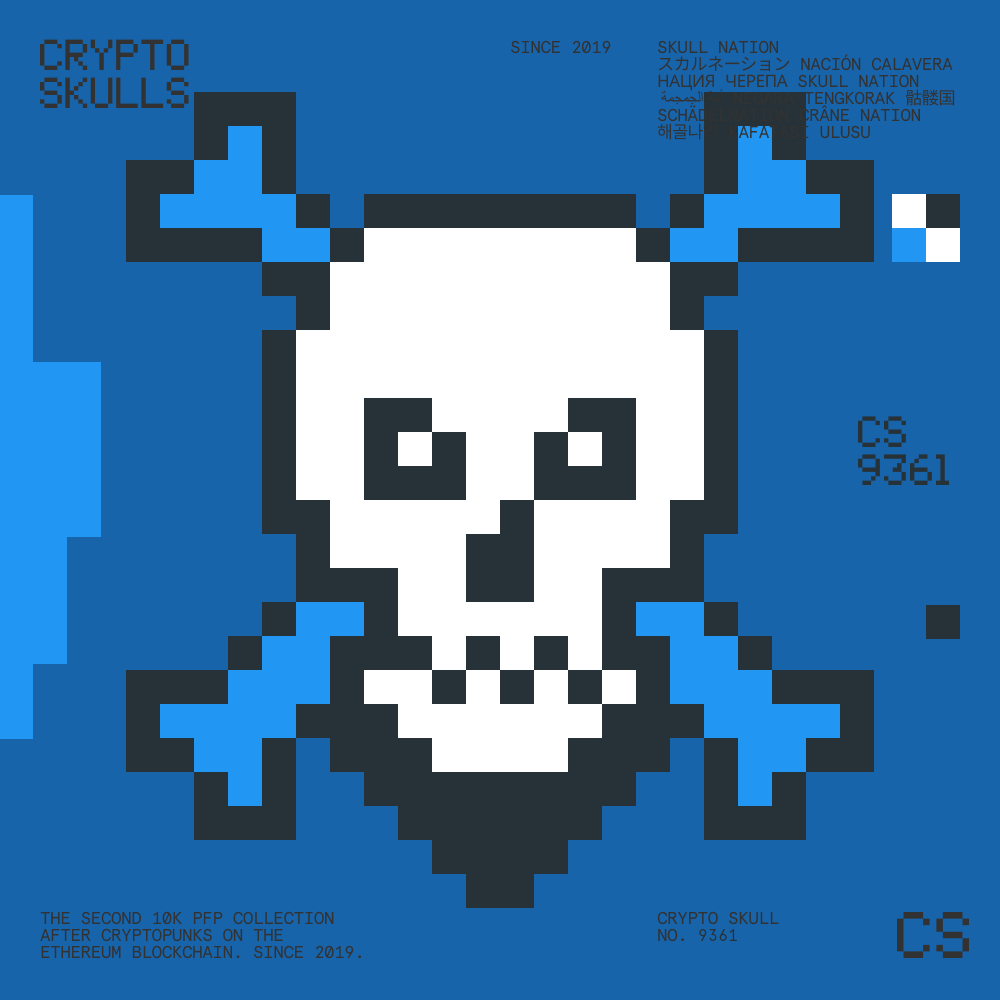 CRYPTO
SKULLS
SINCE 2019
SKULL NATION
スカルネーション NACIÓN CALAVERA
НАЦИЯ ЧЕРЕПА SKULL NATION
TENGKORAK 骷髅国
CRÂNE NATION
ULUSU
CS
9361
THE SECOND 10K PFP COLLECTION
AFTER CRYPTOPUNKS ON THE
ETHEREUM BLOCKCHAIN. SINCE 2019.
CRYPTO SKULL
NO. 9361
CS